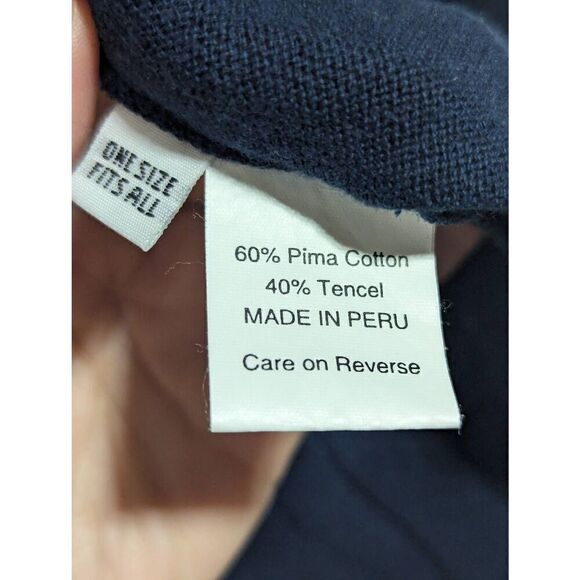 ONE SIZE
FITS ALL
60% Pima Cotton
40% Tencel
MADE IN PERU
Care on Reverse